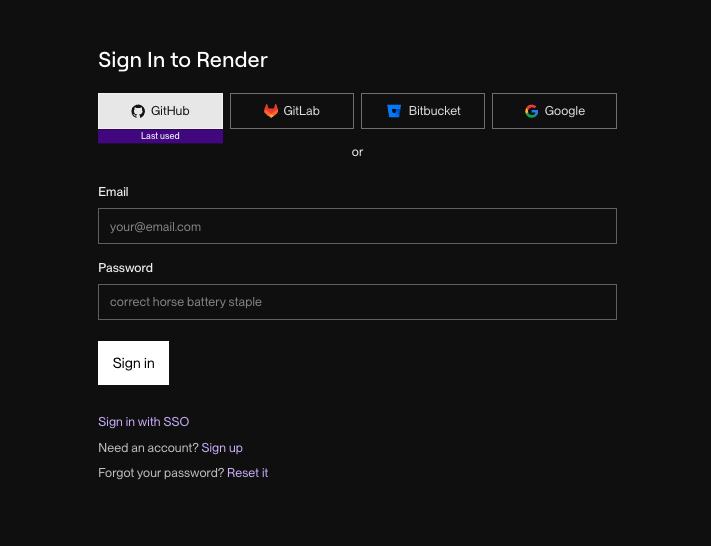 Sign In to Render
GitHub GitLab Bitbucket Google
Last used
or
Email
your@email.com
Password
correct horse battery staple
Sign in
Sign in with SSO
Need an account? Sign up
Forgot your password? Reset it